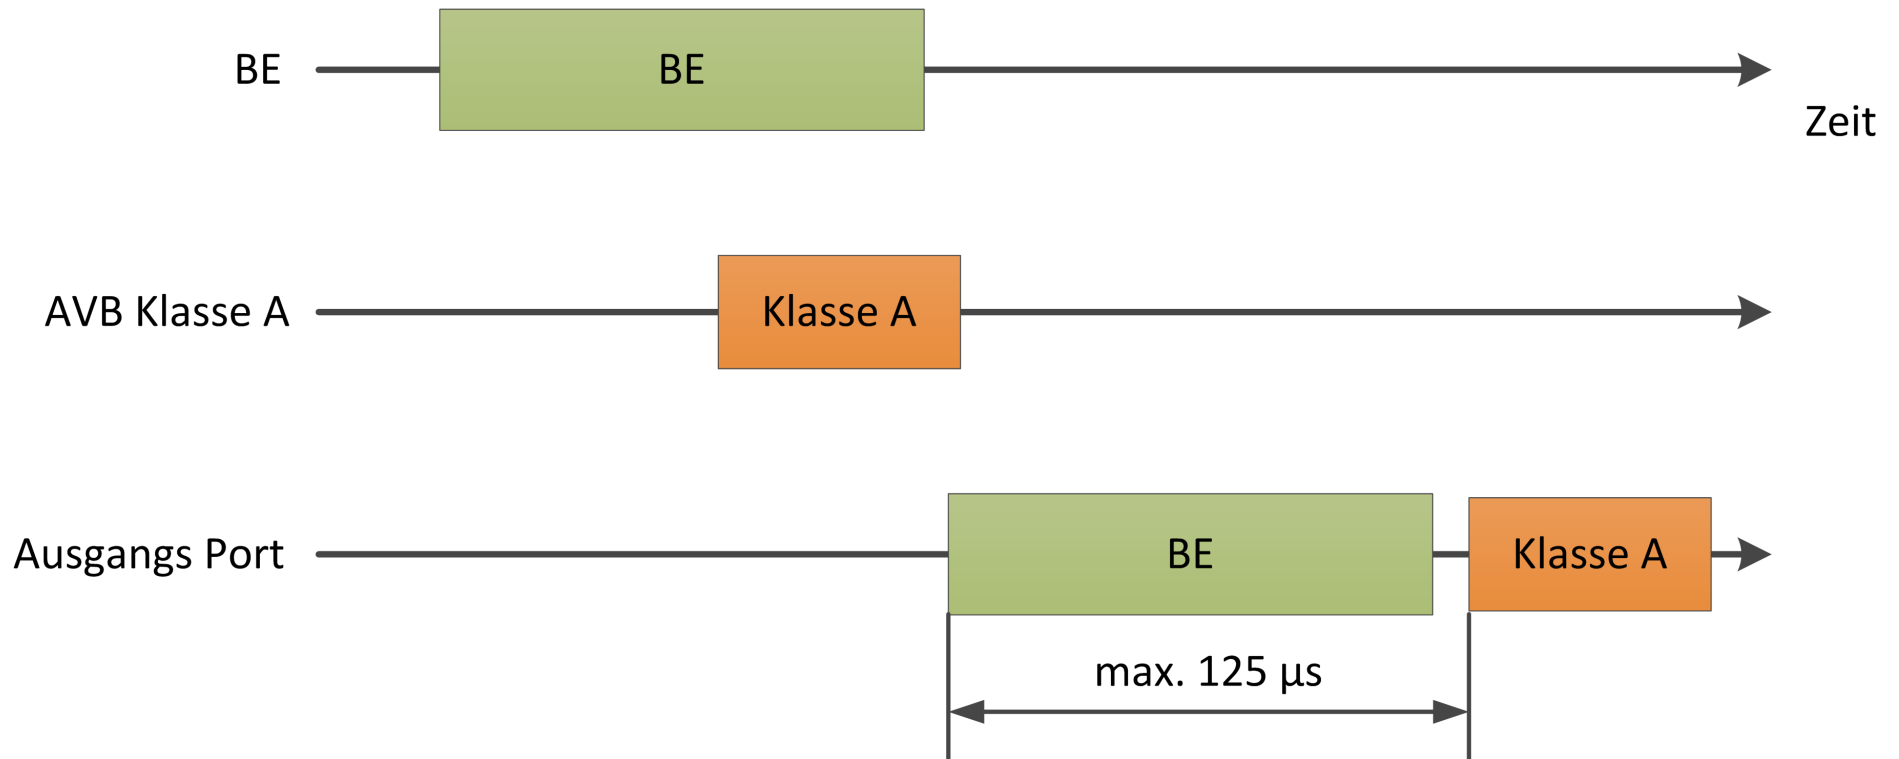 BE
BE
Zeit
AVB Klasse A
Klasse A
Ausgangs Port
BE
Klasse A
max. 125 µs